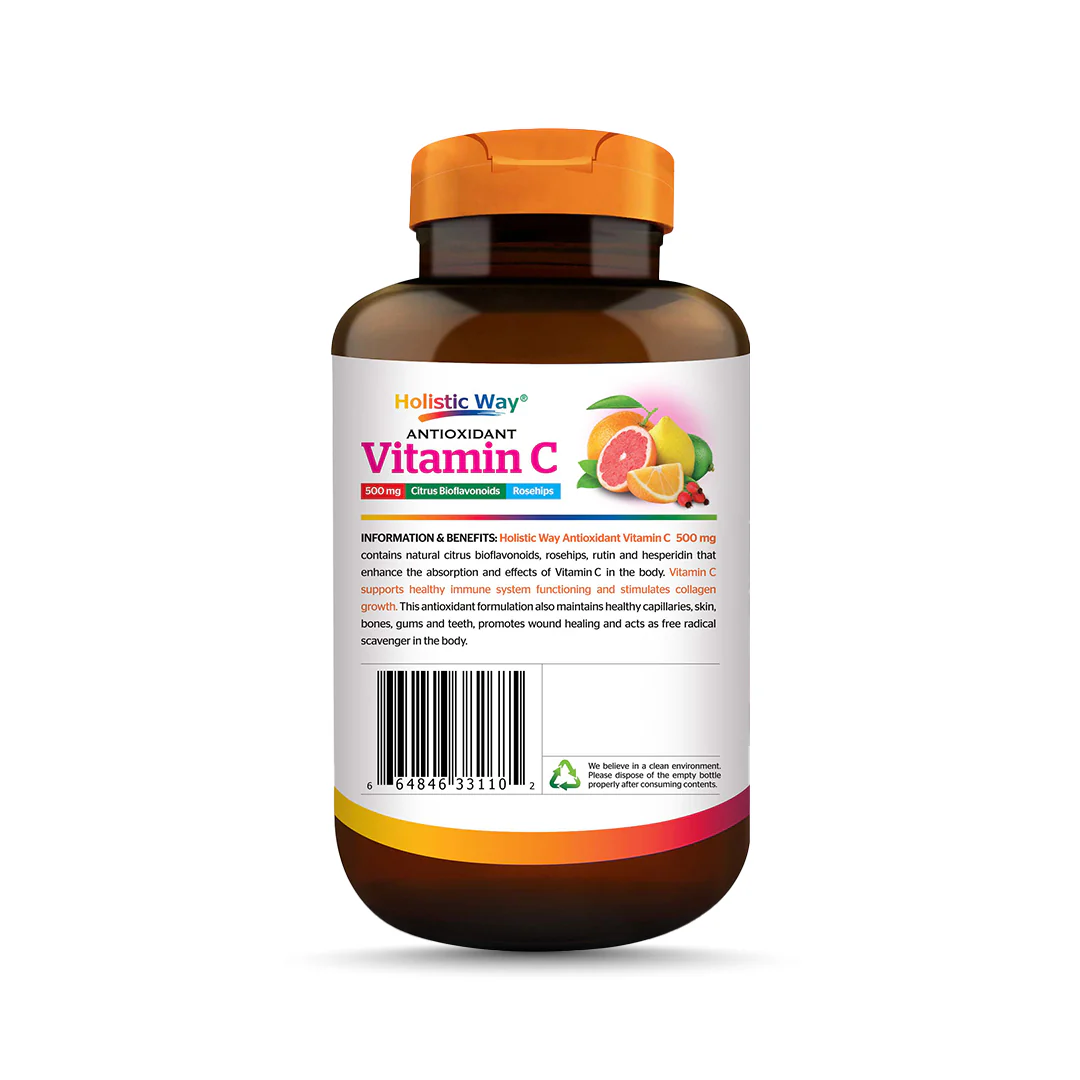 Holistic Way®
ANTIOXIDANT
Vitamin C
500 mg Citrus Bioflavonoids Rosehips
INFORMATION & BENEFITS: Holistic Way Antioxidant Vitamin C 500 mg
contains natural citrus bioflavonoids, rosehips, rutin and hesperidin that
enhance the absorption and effects of Vitamin C in the body. Vitamin C
supports healthy immune system functioning and stimulates collagen
growth. This antioxidant formulation also maintains healthy capillaries, skin,
bones, gums and teeth, promotes wound healing and acts as free radical
scavenger in the body.
6 64846 33110 2
We believe in a clean environment.
Please dispose of the empty bottle
properly after consuming contents.